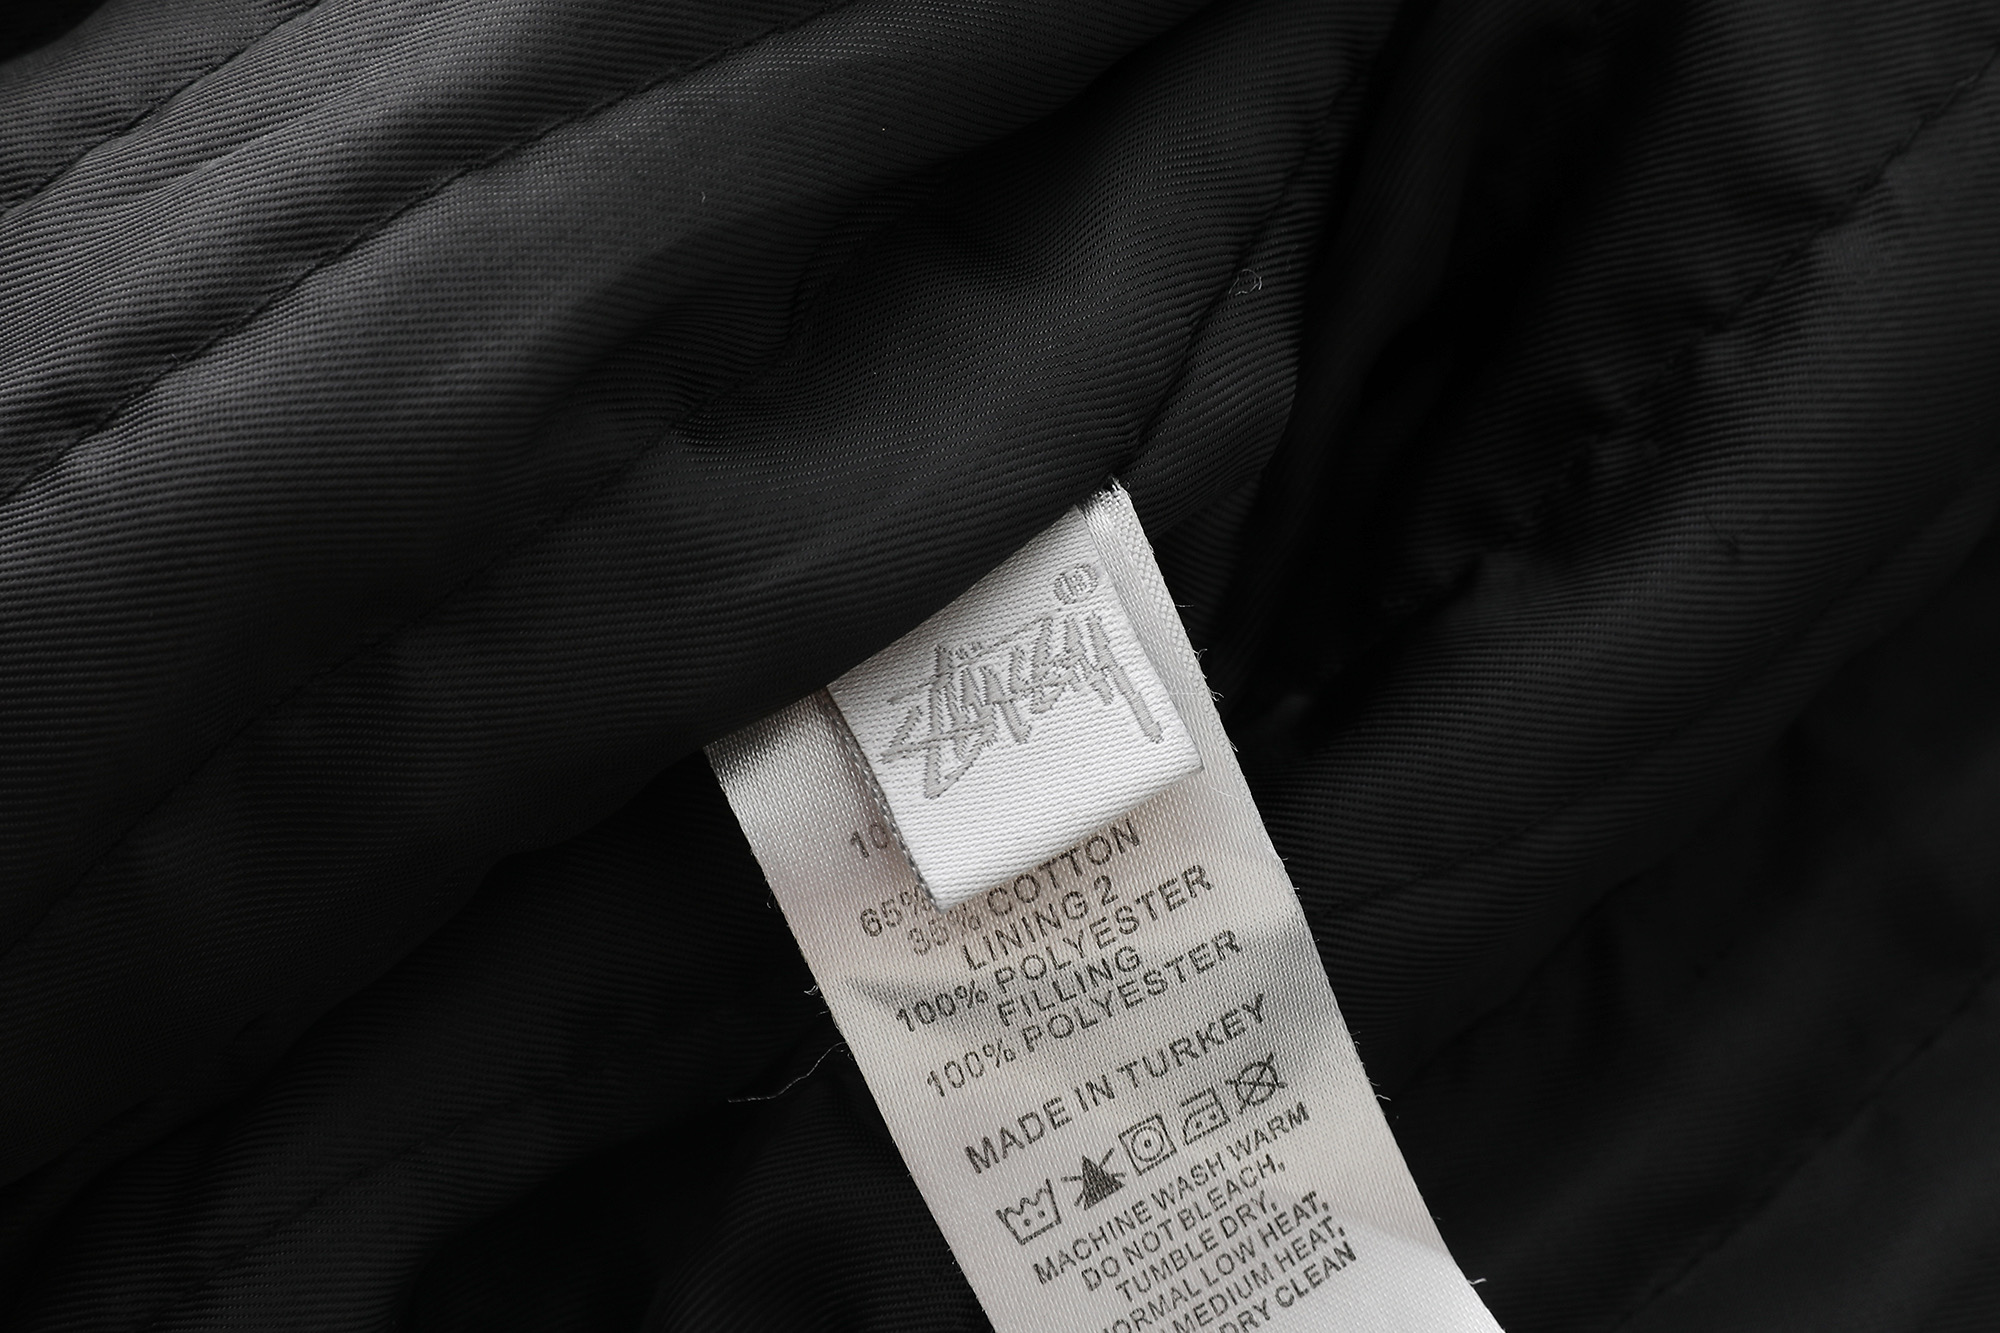 Stüssy
10
65%
35% COTTON
LINING 2
100% POLYESTER
FILLING
100% POLYESTER
MADE IN TURKEY
MACHINE WASH WARM
DO NOT BLEACH,
TUMBLE DRY,
NORMAL LOW HEAT,
MEDIUM HEAT,
DRY CLEAN